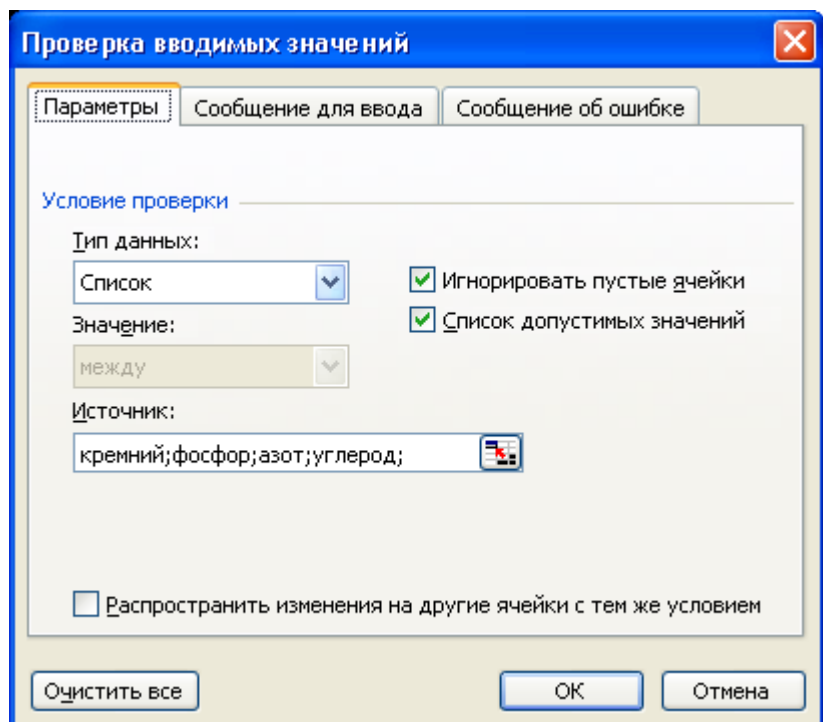 Проверка вводимых значений
Параметры Сообщение для ввода Сообщение об ошибке
Условие проверки
Тип данных:
Список
Игнорировать пустые ячейки
Значение:
Список допустимых значений
между
Источник:
кремний;фосфор;азот;углерод;
Распространить изменения на другие ячейки с тем же условием
Очистить все ОК Отмена